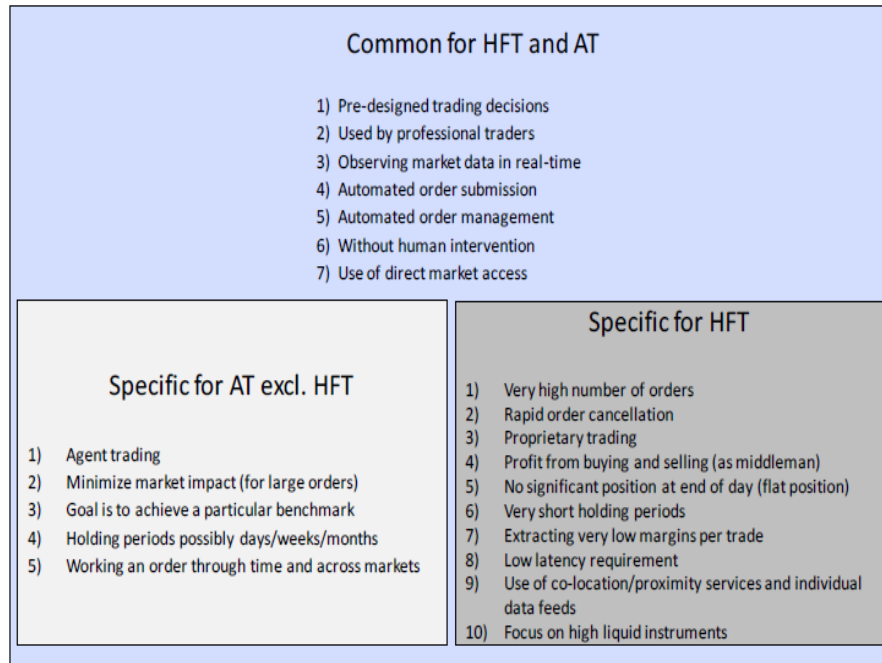 Common for HFT and AT
1) Pre-designed trading decisions
2) Used by professional traders
3) Observing market data in real-time
4) Automated order submission
5) Automated order management
6) Without human intervention
7) Use of direct market access
Specific for AT excl. HFT
1) Agent trading
2) Minimize market impact (for large orders)
3) Goal is to achieve a particular benchmark
4) Holding periods possibly days/weeks/months
5) Working an order through time and across markets
Specific for HFT
1) Very high number of orders
2) Rapid order cancellation
3) Proprietary trading
4) Profit from buying and selling (as middleman)
5) No significant position at end of day (flat position)
6) Very short holding periods
7) Extracting very low margins per trade
8) Low latency requirement
9) Use of co-location/proximity services and individual
data feeds
10) Focus on high liquid instruments